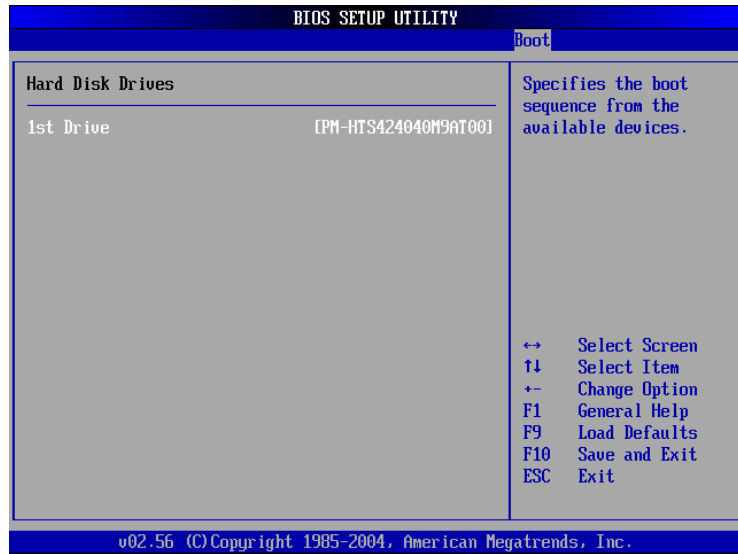 BIOS SETUP UTILITY
Boot
Hard Disk Drives
1st Drive [PM-HTS424040M9AT00]
Specifies the boot
sequence from the
available devices.
↔ Select Screen
↑↓ Select Item
+- Change Option
F1 General Help
F9 Load Defaults
F10 Save and Exit
ESC Exit
v02.56 (C)Copyright 1985-2004, American Megatrends, Inc.